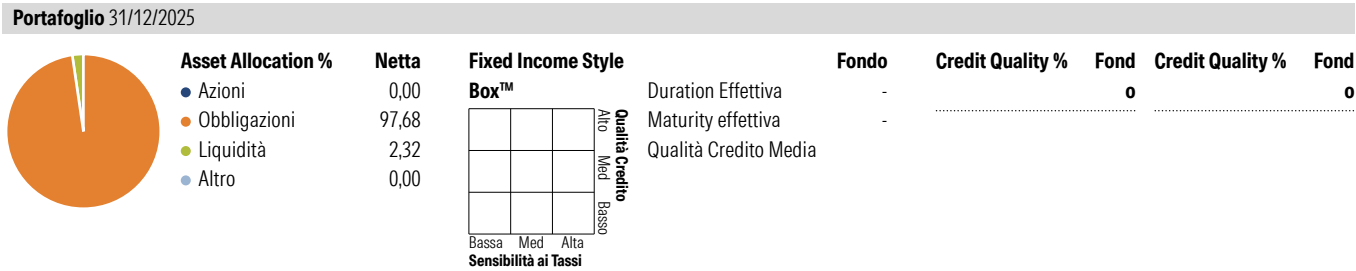 Portafoglio 31/12/2025
Asset Allocation % Netta
Azioni 0,00
Obbligazioni 97,68
Liquidità 2,32
Altro 0,00
Fixed Income Style
Box™
Alto Med Basso
Qualità Credito
Bassa Med Alta
Sensibilità ai Tassi
Fondo
Duration Effettiva -
Maturity effettiva -
Qualità Credito Media
Credit Quality % Fond
o
Credit Quality % Fond
o